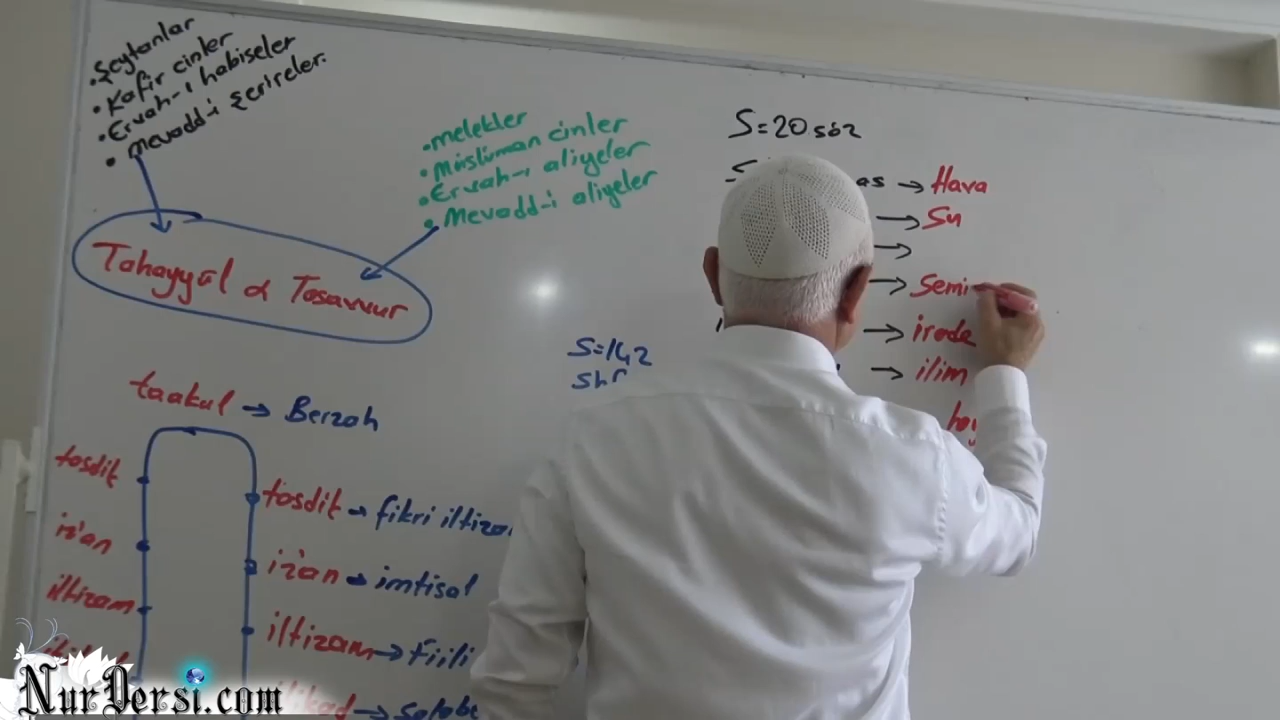 • Şeytanlar
• Kafir cinler
• Ervah-ı habiseler
• mevadd-i şerireler.
• melekler
• Müslüman cinler
• Ervah-ı aliyeler
• Mevadd-i aliyeler
Tahayyül & Tasavvur
taakul → Berzah
tasdik
iz'an
iltizam
tasdik → fikri
iz'an → imtisal
iltizam → Fiili
S=20 söz
→ Hava
→ Su
→
→ Semi
→ irade
→ ilim
S=142
NurDersi.com